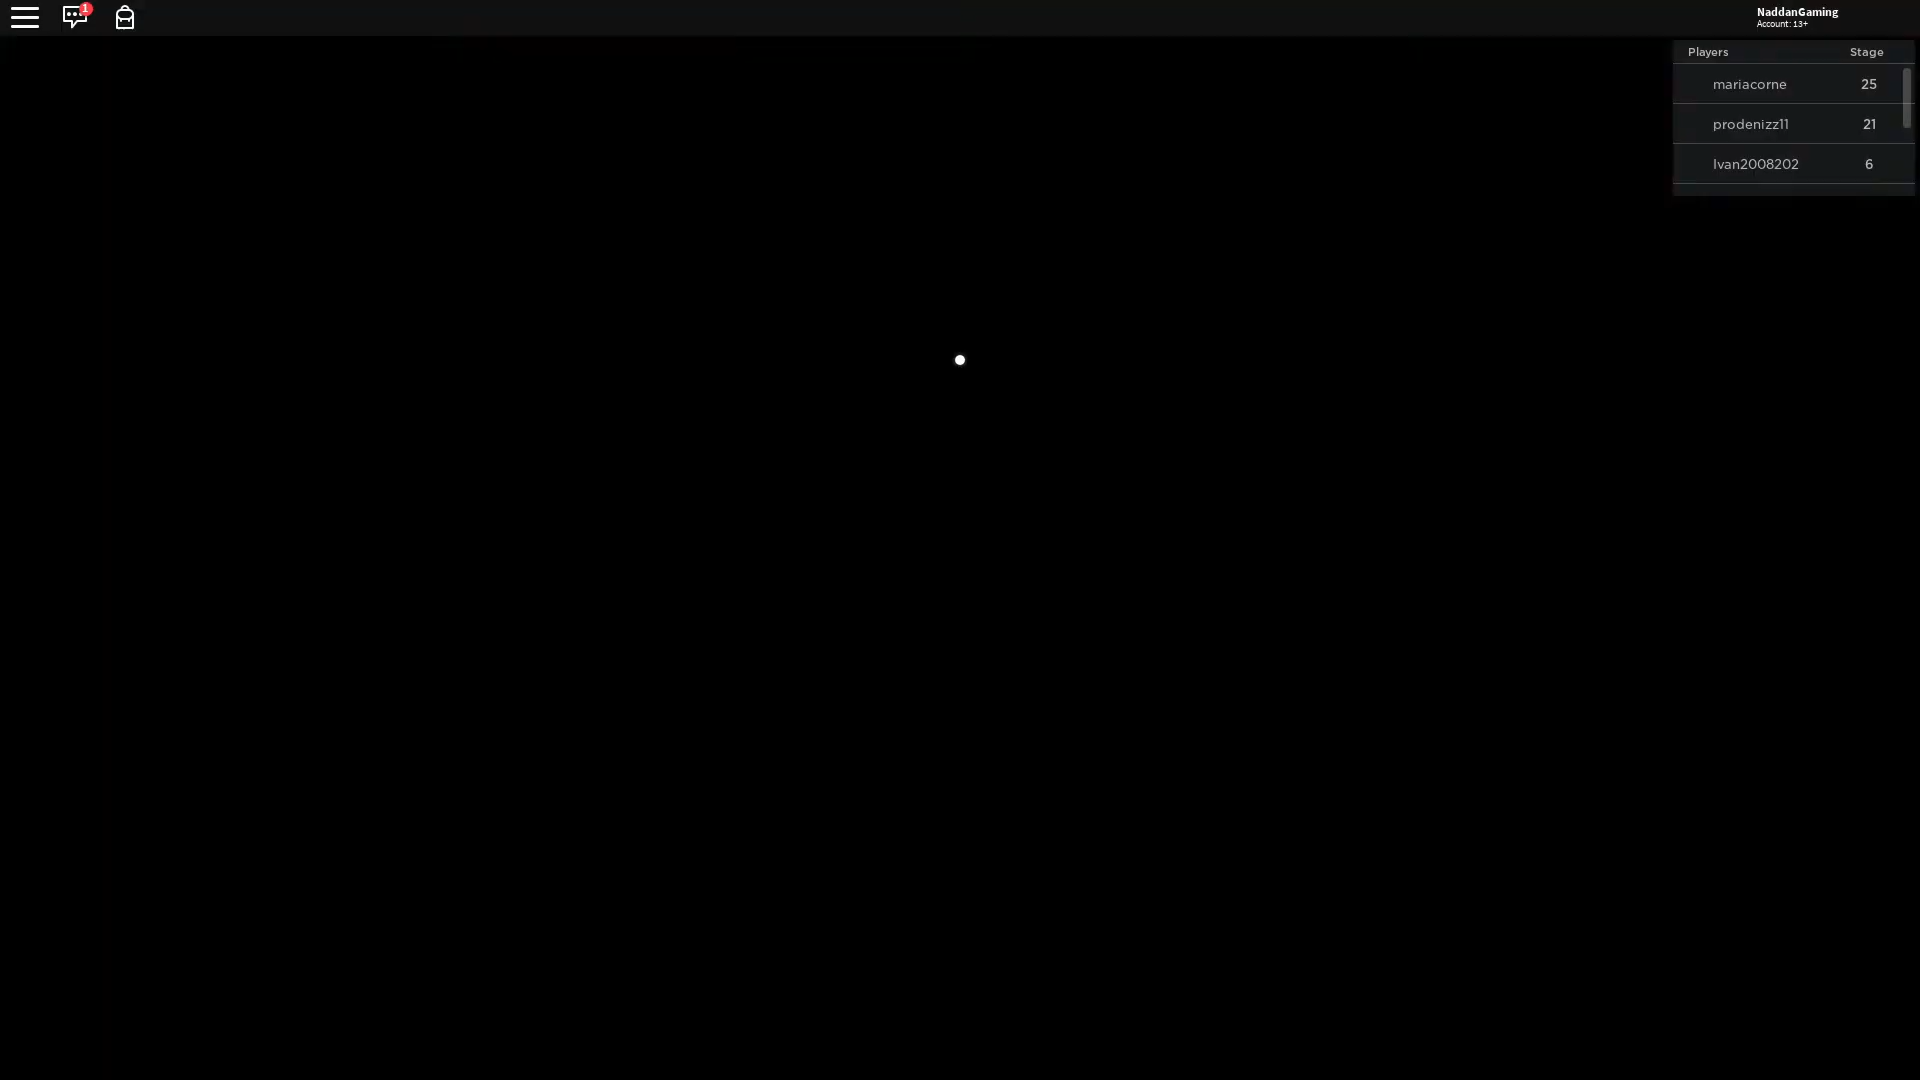 1
NaddanGaming
Account: 13+
Players Stage
mariacorne 25
prodenizz11 21
Ivan2008202 6